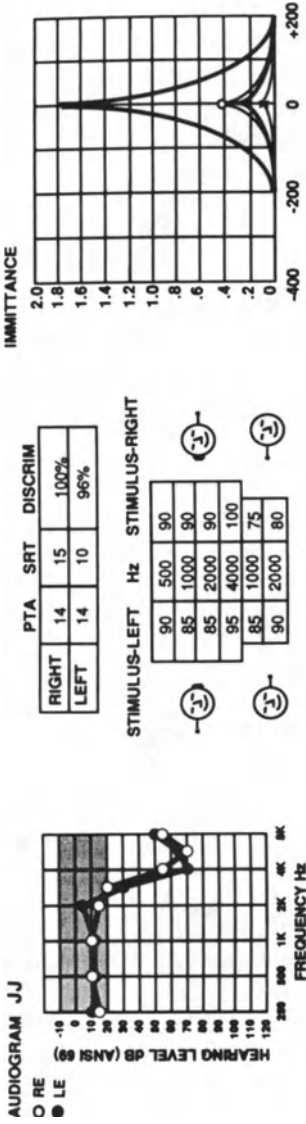 AUDIOGRAM JJ
○ RE
● LE
HEARING LEVEL dB (ANSI 69)
-10
0
10
20
30
40
50
60
70
80
90
100
110
120
250 500 1K 2K 4K 8K
FREQUENCY Hz
PTA SRT DISCRIM
RIGHT 14 15 100%
LEFT 14 10 96%
STIMULUS-LEFT Hz STIMULUS-RIGHT
90 500 90
85 1000 90
85 2000 90
95 4000 100
85 1000 75
90 2000 80
IMMITTANCE
2.0
1.8
1.6
1.4
1.2
1.0
.8
.6
.4
.2
0
-400 -200 0 +200